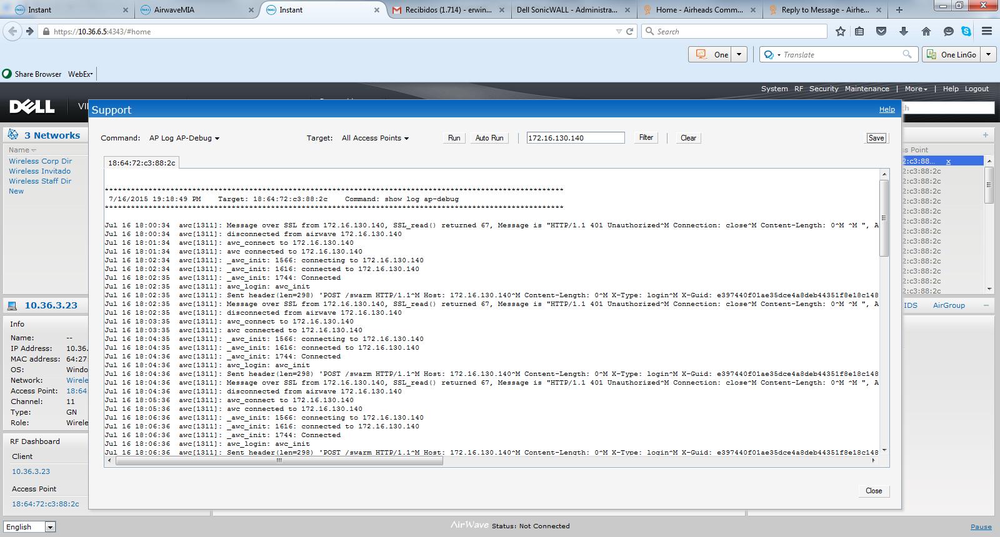 Instant
AirwaveMIA
Instant
Recibidos (1.714) - erwin...
Dell SonicWALL - Administra...
Home - Airheads Comm...
Reply to Message - Airhe...
https://10.36.6.5:4343/#home
Search
One
Translate
One LinGo
Share Browser WebEx
System RF Security Maintenance | More | Help Logout
DELL
VI
Support
Help
h
3 Networks
Command: AP Log AP-Debug
Target: All Access Points
Run
Auto Run
172.16.130.140
Filter
Clear
Save
Name
Wireless Corp Dir
Wireless Invitado
Wireless Staff Dir
New
s Point
2:c3:88... x
2:c3:88:2c
2:c3:88:2c
2:c3:88:2c
2:c3:88:2c
2:c3:88:2c
2:c3:88:2c
2:c3:88:2c
2:c3:88:2c
2:c3:88:2c
2:c3:88:2c
2:c3:88:2c
2:c3:88:2c
2:c3:88:2c
18:64:72:c3:88:2c
*********************************************************************************************************
7/16/2015 19:18:49 PM    Target: 18:64:72:c3:88:2c    Command: show log ap-debug
*********************************************************************************************************
Jul 16 18:00:34  awc[1311]: Message over SSL from 172.16.130.140, SSL_read() returned 67, Message is "HTTP/1.1 401 Unauthorized^M Connection: close^M Content-Length: 0^M ^M ", A
Jul 16 18:00:34  awc[1311]: disconnected from airwave 172.16.130.140
Jul 16 18:01:34  awc[1311]: awc_connect to 172.16.130.140
Jul 16 18:01:34  awc[1311]: awc connected to 172.16.130.140
Jul 16 18:02:34  awc[1311]: _awc_init: 1566: connecting to 172.16.130.140
Jul 16 18:02:34  awc[1311]: _awc_init: 1616: connected to 172.16.130.140
Jul 16 18:02:35  awc[1311]: _awc_init: 1744: Connected
Jul 16 18:02:35  awc[1311]: awc_login: awc_init
Jul 16 18:02:35  awc[1311]: Sent header(len=298) 'POST /swarm HTTP/1.1^M Host: 172.16.130.140^M Content-Length: 0^M X-Type: login^M X-Guid: e397440f01ae35dce4a8deb44351f8e18c148
Jul 16 18:02:35  awc[1311]: Message over SSL from 172.16.130.140, SSL_read() returned 67, Message is "HTTP/1.1 401 Unauthorized^M Connection: close^M Content-Length: 0^M ^M ", A
Jul 16 18:02:35  awc[1311]: disconnected from airwave 172.16.130.140
Jul 16 18:03:35  awc[1311]: awc_connect to 172.16.130.140
Jul 16 18:03:35  awc[1311]: awc connected to 172.16.130.140
Jul 16 18:04:35  awc[1311]: _awc_init: 1566: connecting to 172.16.130.140
Jul 16 18:04:35  awc[1311]: _awc_init: 1616: connected to 172.16.130.140
Jul 16 18:04:36  awc[1311]: _awc_init: 1744: Connected
Jul 16 18:04:36  awc[1311]: awc_login: awc_init
Jul 16 18:04:36  awc[1311]: Sent header(len=298) 'POST /swarm HTTP/1.1^M Host: 172.16.130.140^M Content-Length: 0^M X-Type: login^M X-Guid: e397440f01ae35dce4a8deb44351f8e18c148
Jul 16 18:04:36  awc[1311]: Message over SSL from 172.16.130.140, SSL_read() returned 67, Message is "HTTP/1.1 401 Unauthorized^M Connection: close^M Content-Length: 0^M ^M ", A
Jul 16 18:04:36  awc[1311]: disconnected from airwave 172.16.130.140
Jul 16 18:05:36  awc[1311]: awc_connect to 172.16.130.140
Jul 16 18:05:36  awc[1311]: awc connected to 172.16.130.140
Jul 16 18:06:36  awc[1311]: _awc_init: 1566: connecting to 172.16.130.140
Jul 16 18:06:36  awc[1311]: _awc_init: 1616: connected to 172.16.130.140
Jul 16 18:06:36  awc[1311]: _awc_init: 1744: Connected
Jul 16 18:06:36  awc[1311]: awc_login: awc_init
Jul 16 18:06:36  awc[1311]: Sent header(len=298) 'POST /swarm HTTP/1.1^M Host: 172.16.130.140^M Content-Length: 0^M X-Type: login^M X-Guid: e397440f01ae35dce4a8deb44351f8e18c148
10.36.3.23
IDS AirGroup
Info
Name: --
IP Address: 10.36.
MAC address: 64:27:
OS: Windo
Network: Wirele
Access Point: 18:64:
Channel: 11
Type: GN
Role: Wirele
RF Dashboard
Client
10.36.3.23
Access Point
18:64:72:c3:88:2c
Close
English
AirWave Status: Not Connected
Pause